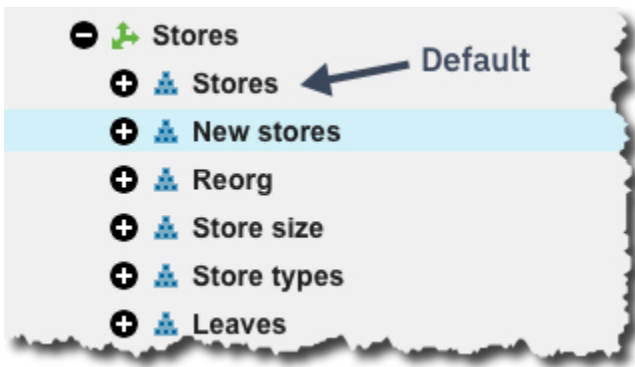 Stores
Stores
Default
New stores
Reorg
Store size
Store types
Leaves